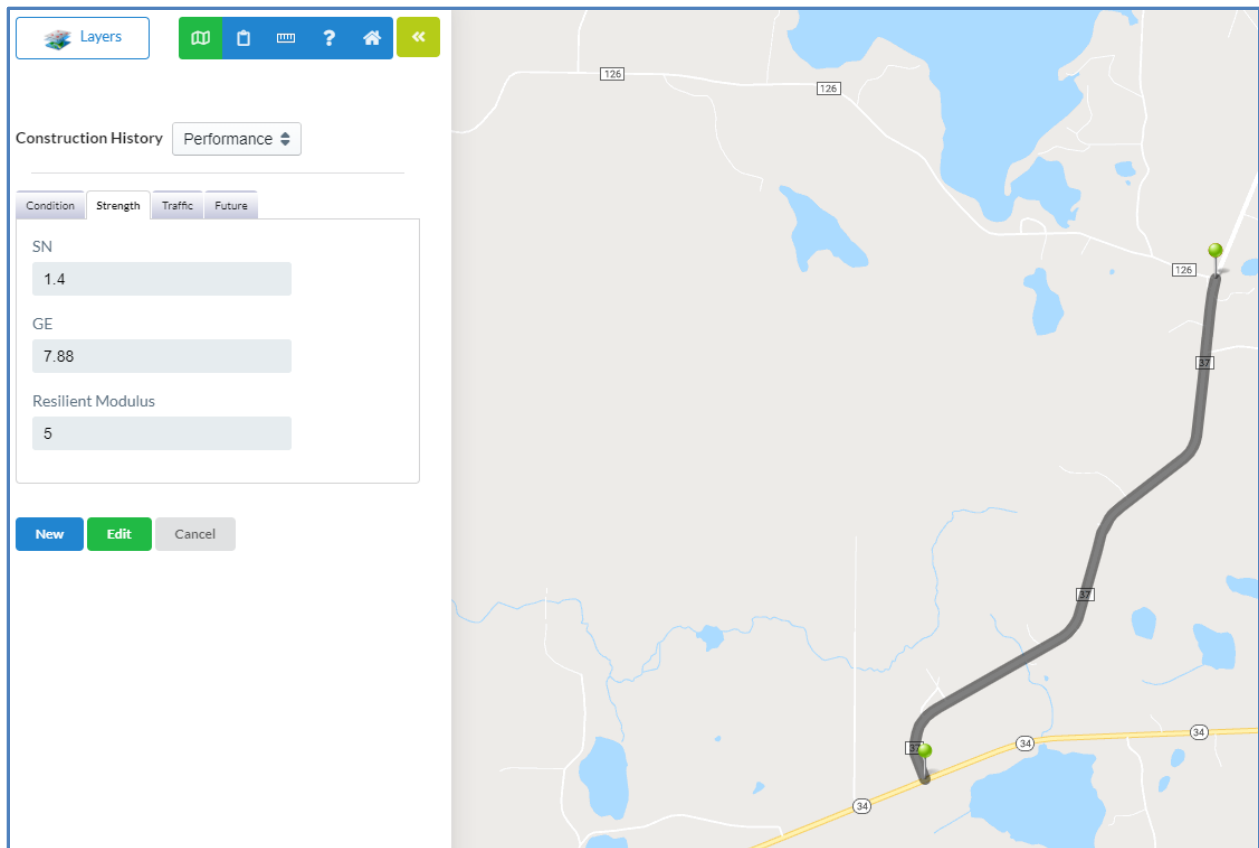 Layers
?
«
Construction History Performance
Condition Strength Traffic Future
SN
1.4
GE
7.88
Resilient Modulus
5
New Edit Cancel
126
126
126
37
37
37
34
34
34